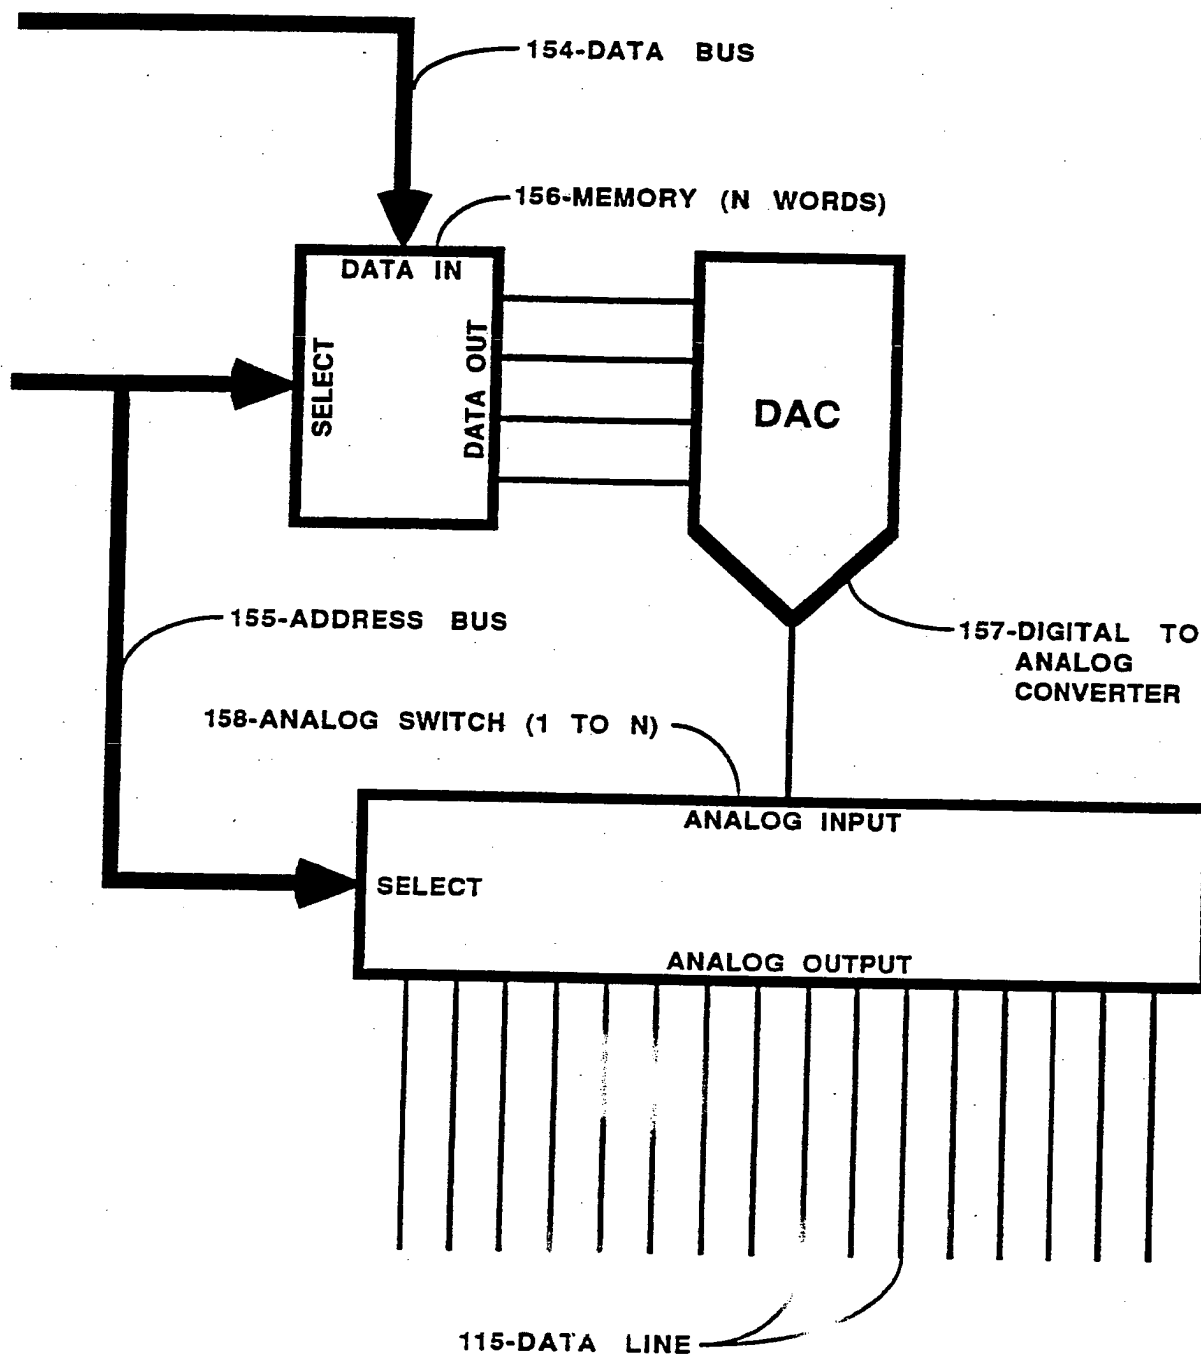 154-DATA BUS
156-MEMORY (N WORDS)
DATA IN
SELECT
DATA OUT
DAC
155-ADDRESS BUS
157-DIGITAL TO
ANALOG
CONVERTER
158-ANALOG SWITCH (1 TO N)
ANALOG INPUT
SELECT
ANALOG OUTPUT
115-DATA LINE